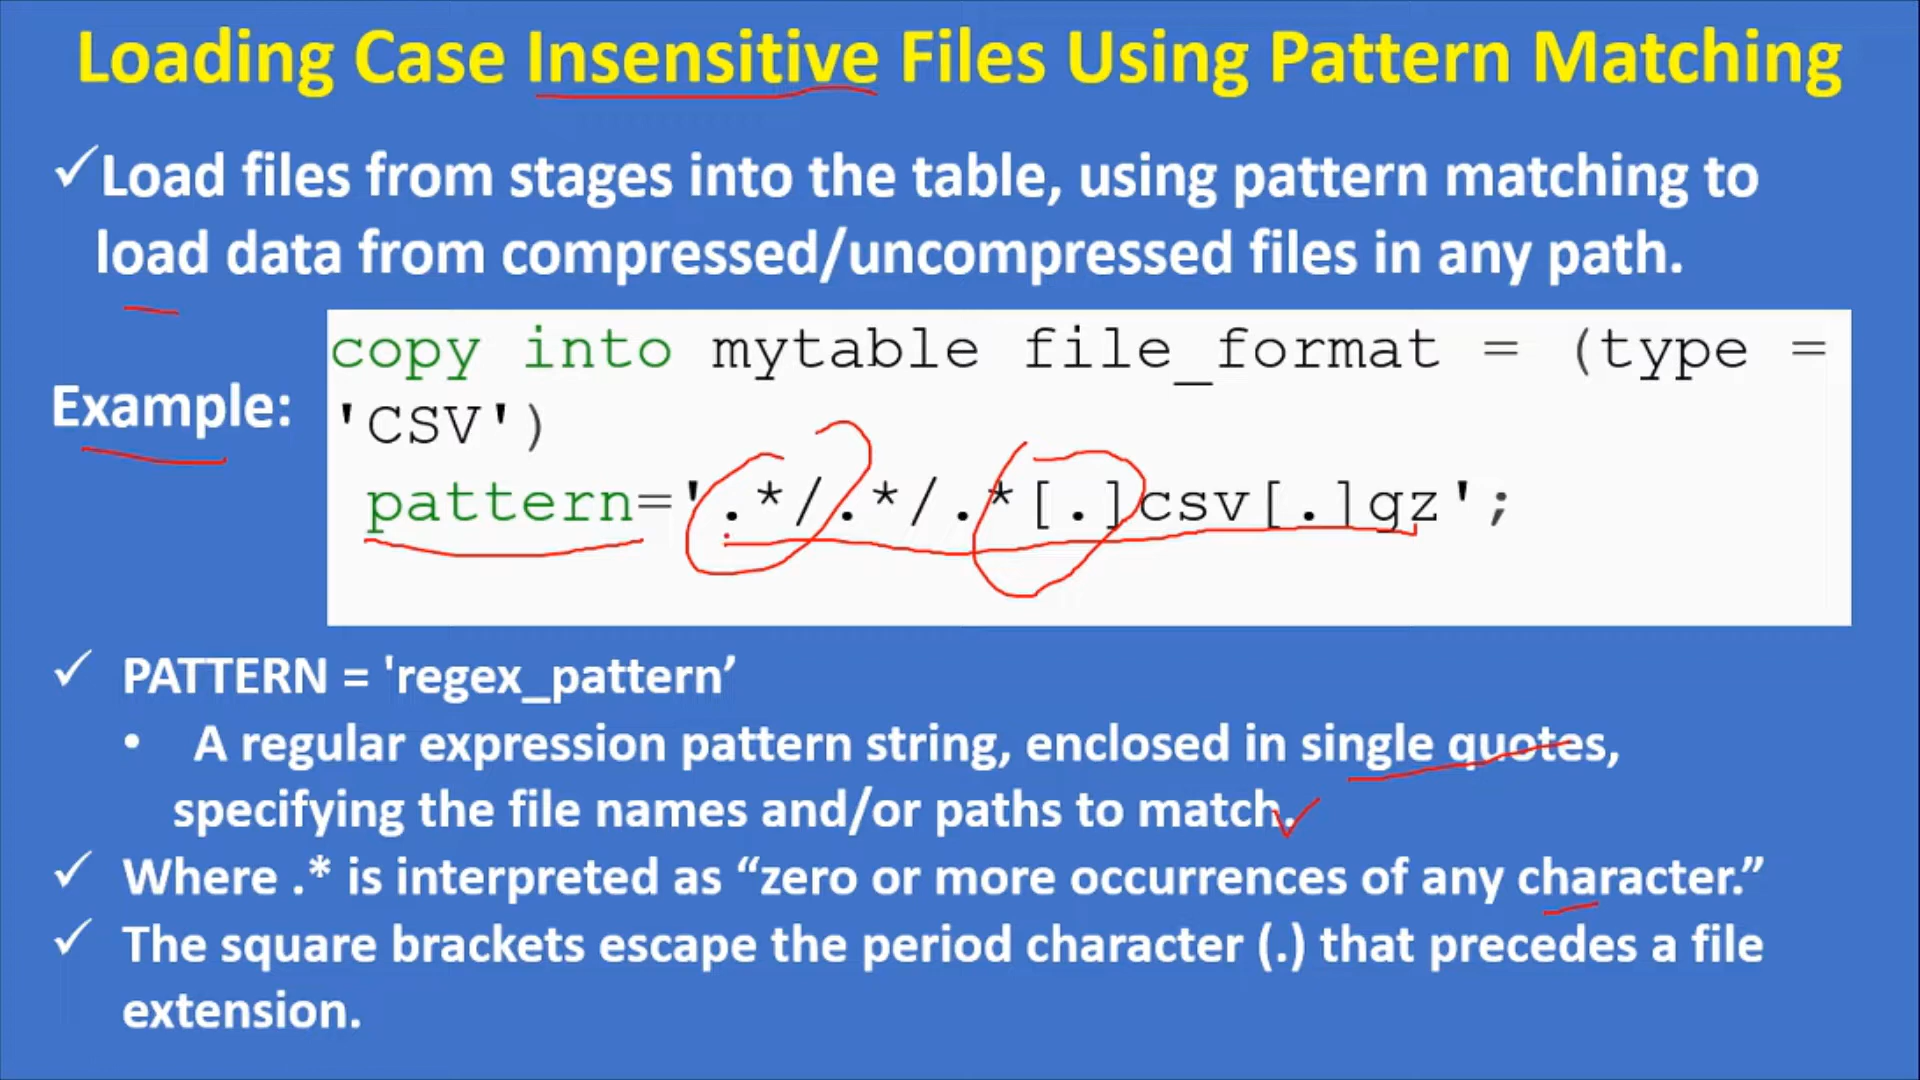 Loading Case Insensitive Files Using Pattern Matching
✓Load files from stages into the table, using pattern matching to
load data from compressed/uncompressed files in any path.
Example:
copy into mytable file_format = (type =
'CSV')
pattern='.*/.*/.*[.]csv[.]gz';
✓ PATTERN = 'regex_pattern’
• A regular expression pattern string, enclosed in single quotes,
specifying the file names and/or paths to match.
✓ Where .* is interpreted as “zero or more occurrences of any character.”
✓ The square brackets escape the period character (.) that precedes a file
extension.